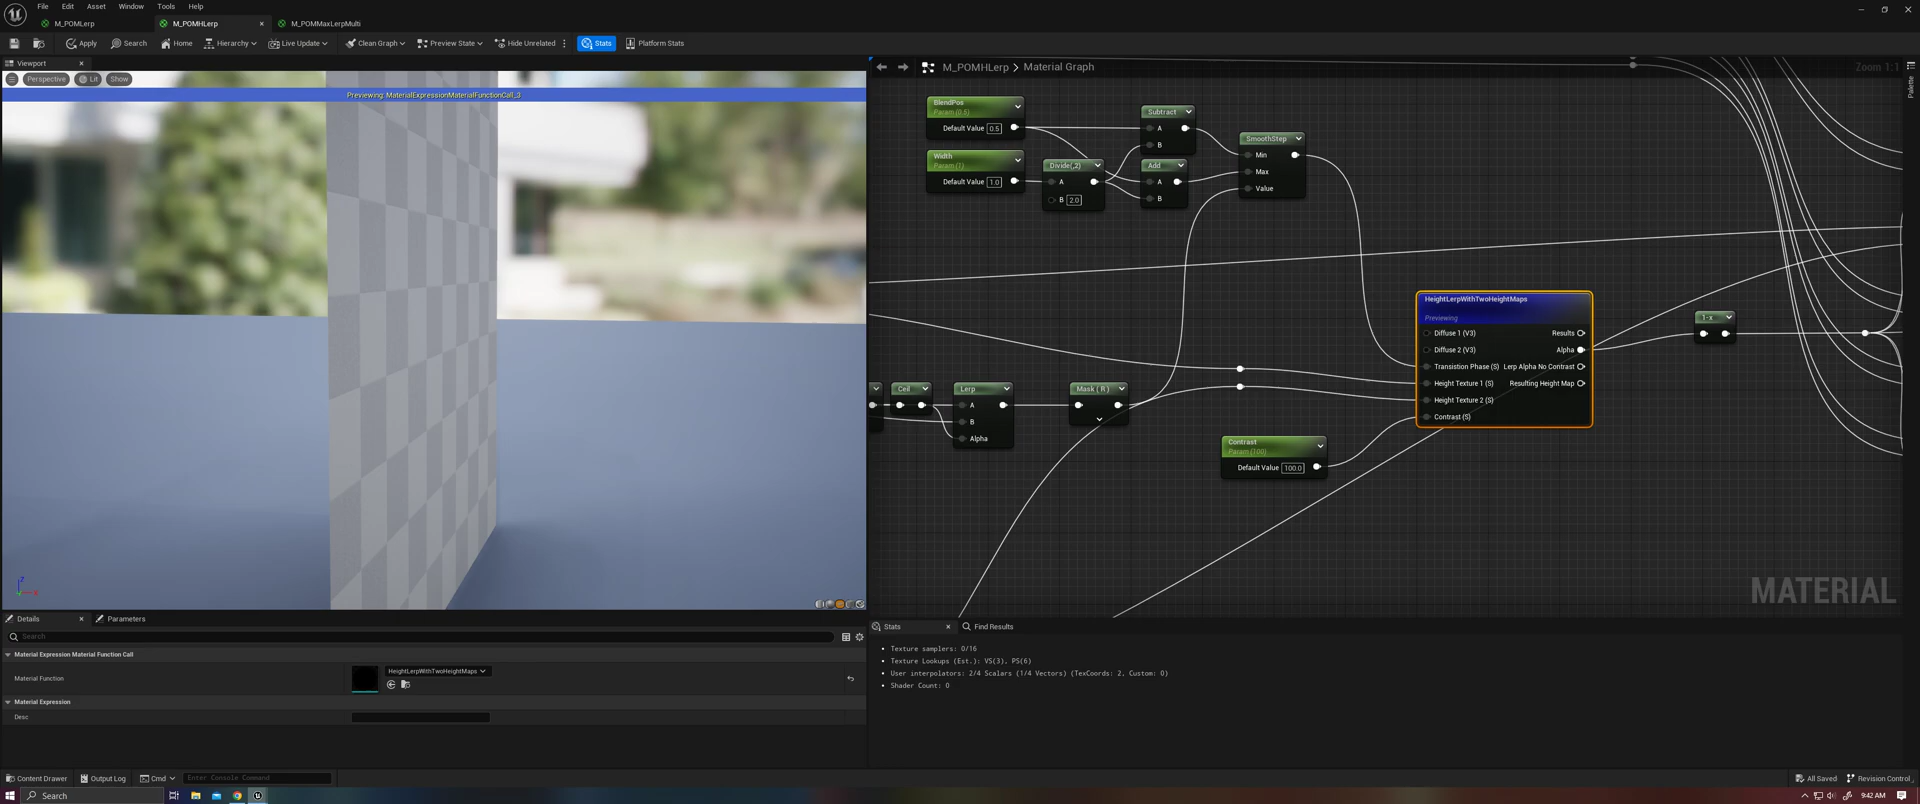 File Edit Asset Window Tools Help
M_POMLerp M_POMHLerp M_POMMaxLerpMulti
Apply Search Home Hierarchy Live Update Clean Graph Preview State Hide Unrelated Stats Platform Stats
Viewport
Perspective Lit Show
Previewing: MaterialExpressionMaterialFunctionCall_3
Z
X
M_POMHLerp > Material Graph
Zoom 1:1
Palette
BlendPos
Param (0.5)
Default Value 0.5
Width
Param (1)
Default Value 1.0
Divide(,2)
A
B 2.0
Subtract
A
B
Add
A
B
SmoothStep
Min
Max
Value
Ceil
Lerp
A
B
Alpha
Mask ( R )
Contrast
Param (100)
Default Value 100.0
HeightLerpWithTwoHeightMaps
Previewing
Diffuse 1 (V3) Results
Diffuse 2 (V3) Alpha
Transistion Phase (S) Lerp Alpha No Contrast
Height Texture 1 (S) Resulting Height Map
Height Texture 2 (S)
Contrast (S)
1-x
MATERIAL
Details Parameters
Search
Material Expression Material Function Call
Material Function HeightLerpWithTwoHeightMaps
Material Expression
Desc
Stats Find Results
Texture samplers: 0/16
Texture Lookups (Est.): VS(3), PS(6)
User interpolators: 2/4 Scalars (1/4 Vectors) (TexCoords: 2, Custom: 0)
Shader Count: 0
Content Drawer Output Log Cmd Enter Console Command All Saved Revision Control
Search 9:42 AM